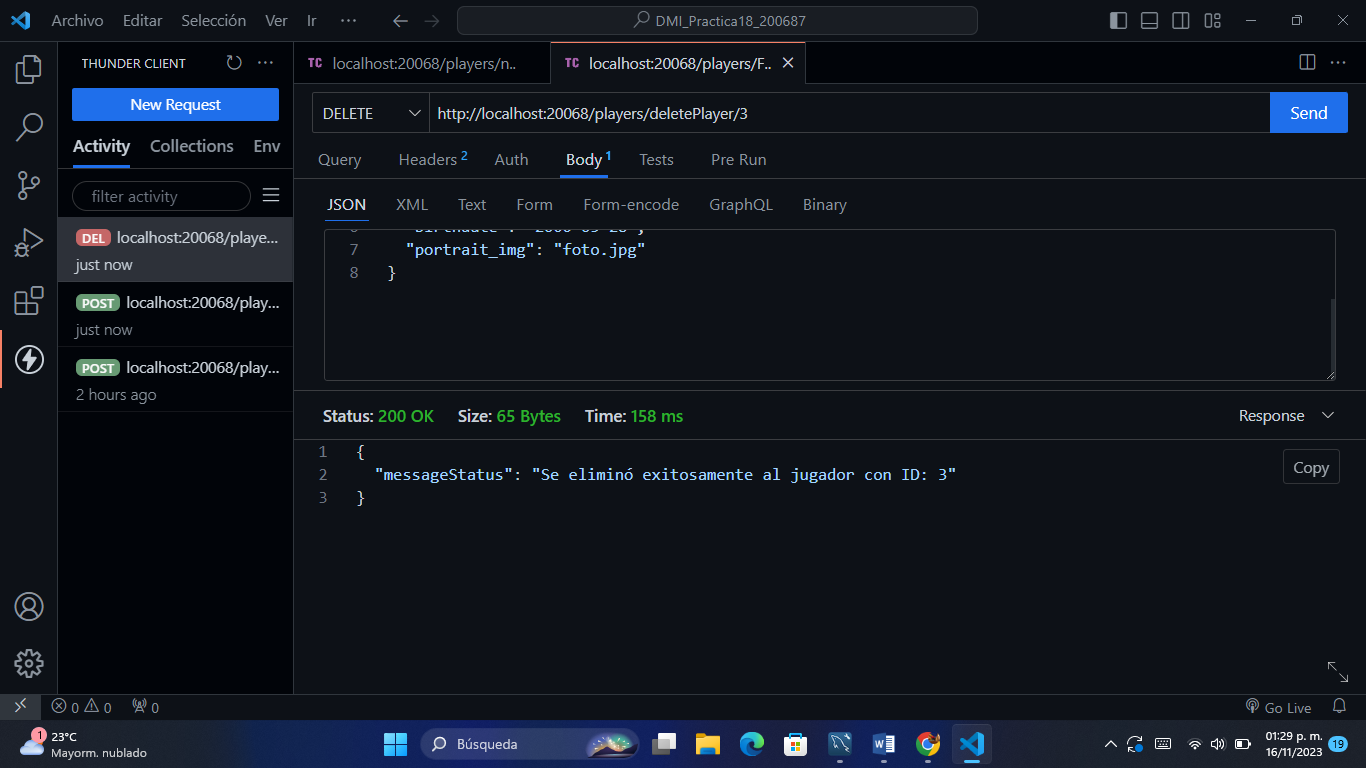 Archivo Editar Selección Ver Ir ··· DMI_Practica18_200687
THUNDER CLIENT
New Request
Activity Collections Env
filter activity
DEL localhost:20068/playe...
just now
POST localhost:20068/play...
just now
POST localhost:20068/play...
2 hours ago
TC localhost:20068/players/n..
TC localhost:20068/players/F..
DELETE http://localhost:20068/players/deletePlayer/3 Send
Query Headers 2 Auth Body 1 Tests Pre Run
JSON XML Text Form Form-encode GraphQL Binary
7 "portrait_img": "foto.jpg"
8 }
Status: 200 OK Size: 65 Bytes Time: 158 ms Response
1 {
2 "messageStatus": "Se eliminó exitosamente al jugador con ID: 3"
3 }
Copy
0 0 0 Go Live
1 23°C
Mayorm. nublado
Búsqueda
01:29 p. m.
16/11/2023
19